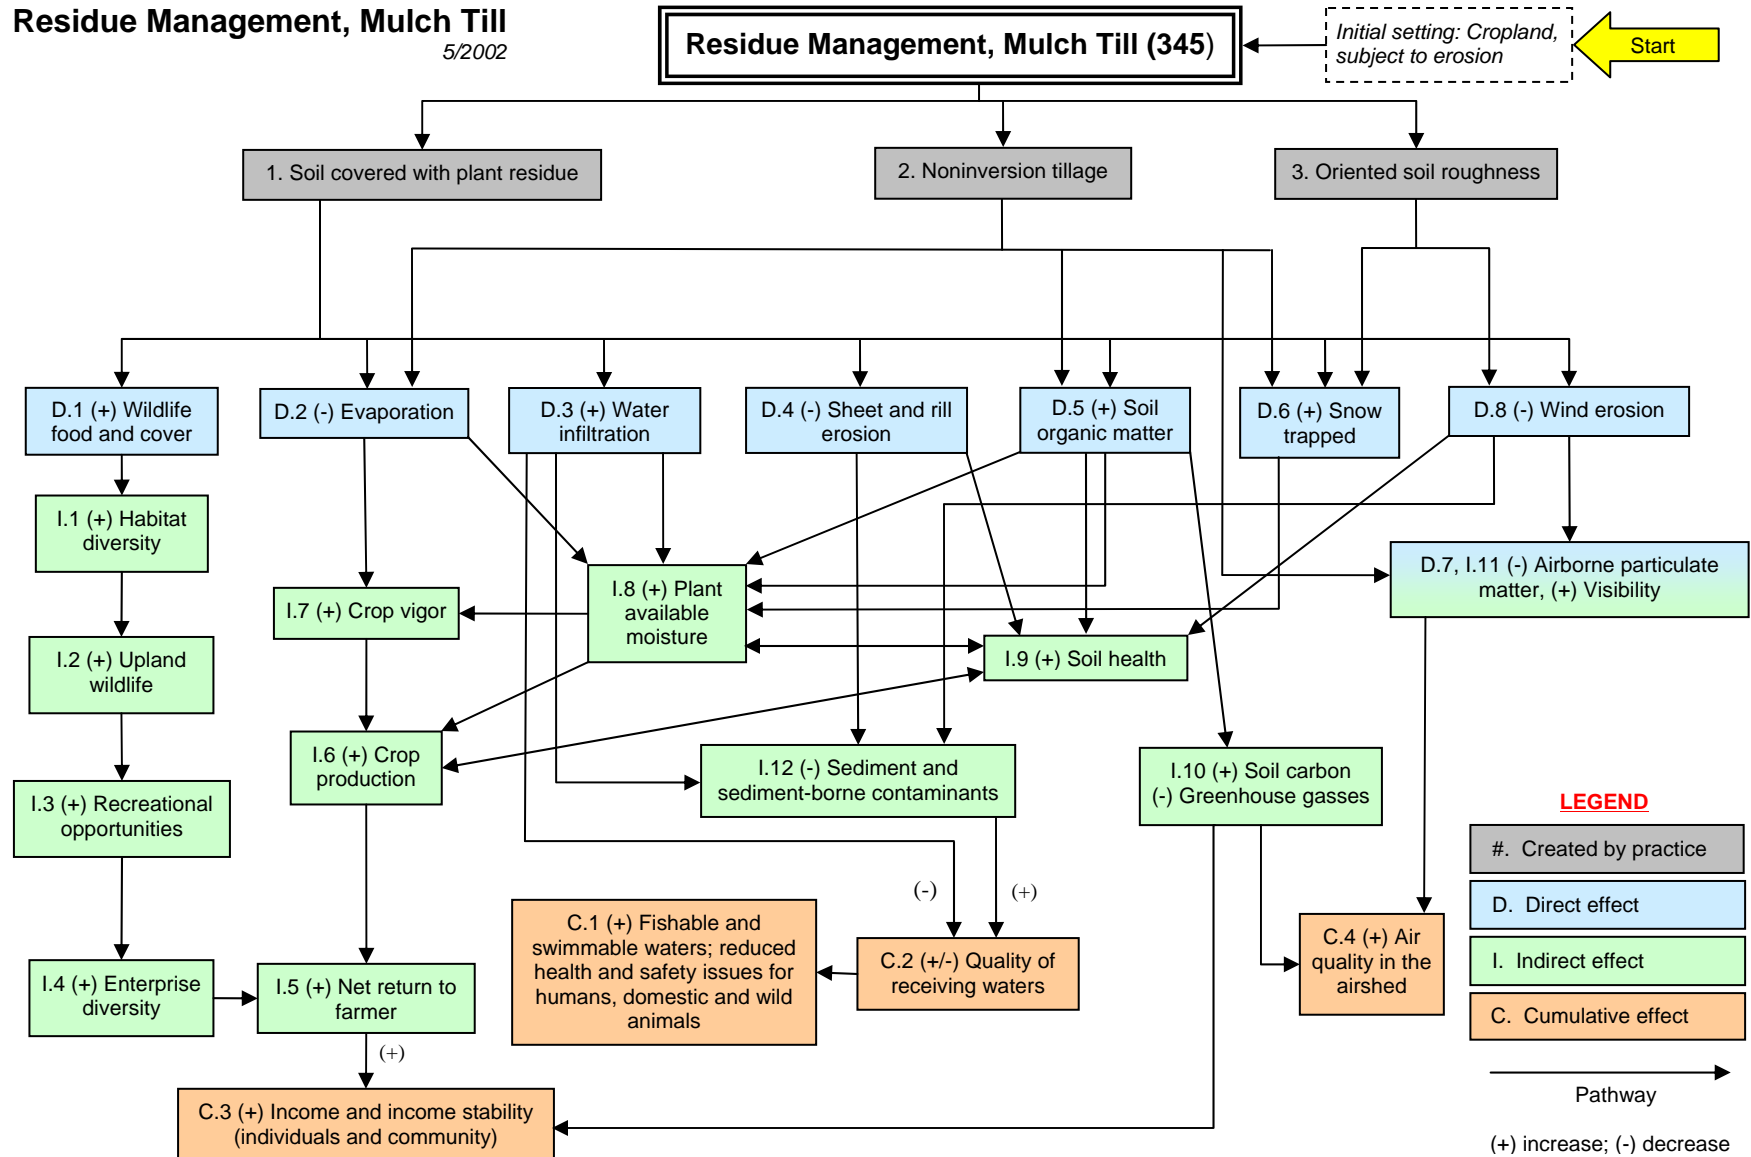 Residue Management, Mulch Till
5/2002
Residue Management, Mulch Till (345)
Initial setting: Cropland,
subject to erosion
Start
1. Soil covered with plant residue
2. Noninversion tillage
3. Oriented soil roughness
D.1 (+) Wildlife
food and cover
D.2 (-) Evaporation
D.3 (+) Water
infiltration
D.4 (-) Sheet and rill
erosion
D.5 (+) Soil
organic matter
D.6 (+) Snow
trapped
D.8 (-) Wind erosion
I.1 (+) Habitat
diversity
D.7, I.11 (-) Airborne particulate
matter, (+) Visibility
I.8 (+) Plant
available
moisture
I.7 (+) Crop vigor
I.2 (+) Upland
wildlife
I.9 (+) Soil health
I.6 (+) Crop
production
I.12 (-) Sediment and
sediment-borne contaminants
I.10 (+) Soil carbon
(-) Greenhouse gasses
I.3 (+) Recreational
opportunities
LEGEND
#. Created by practice
D. Direct effect
I. Indirect effect
C. Cumulative effect
Pathway
(+) increase; (-) decrease
(-)
(+)
C.1 (+) Fishable and
swimmable waters; reduced
health and safety issues for
humans, domestic and wild
animals
C.2 (+/-) Quality of
receiving waters
C.4 (+) Air
quality in the
airshed
I.4 (+) Enterprise
diversity
I.5 (+) Net return to
farmer
(+)
C.3 (+) Income and income stability
(individuals and community)